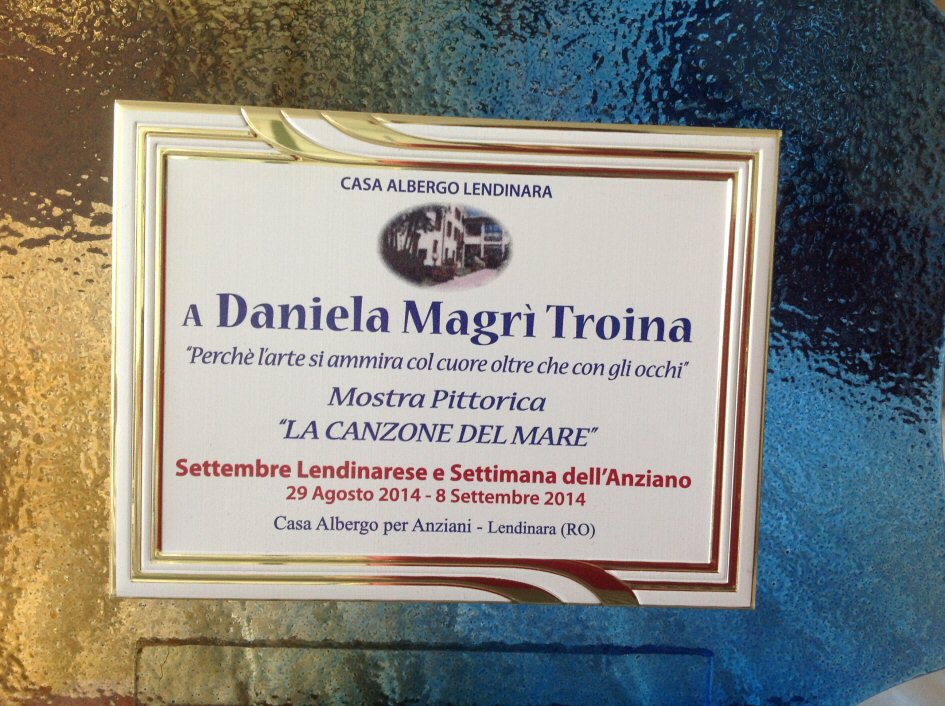 CASA ALBERGO LENDINARA
A Daniela Magrì Troina
"Perchè l'arte si ammira col cuore oltre che con gli occhi"
Mostra Pittorica
"LA CANZONE DEL MARE"
Settembre Lendinarese e Settimana dell'Anziano
29 Agosto 2014 - 8 Settembre 2014
Casa Albergo per Anziani - Lendinara (RO)